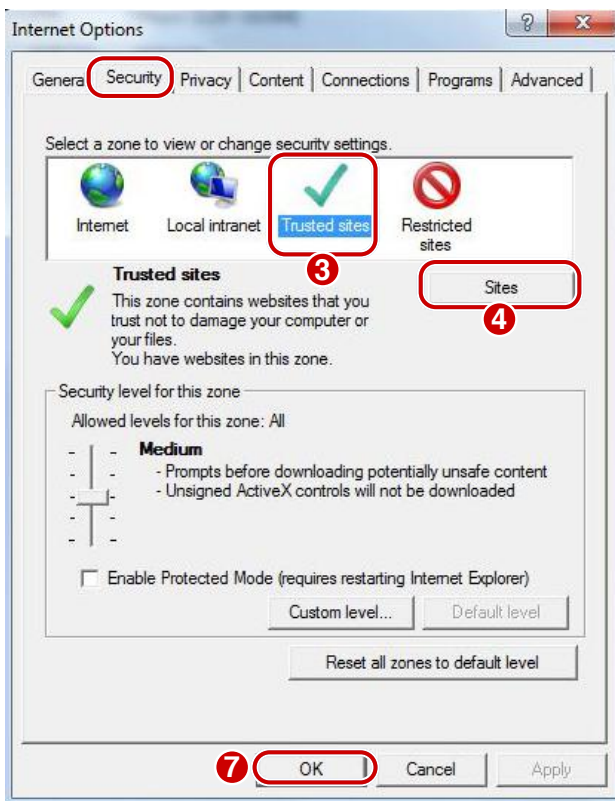 Internet Options
General Security Privacy Content Connections Programs Advanced
Select a zone to view or change security settings.
Internet Local intranet Trusted sites Restricted
sites
3
Trusted sites
Sites
4
This zone contains websites that you
trust not to damage your computer or
your files.
You have websites in this zone.
Security level for this zone
Allowed levels for this zone: All
Medium
- Prompts before downloading potentially unsafe content
- Unsigned ActiveX controls will not be downloaded
Enable Protected Mode (requires restarting Internet Explorer)
Custom level... Default level
Reset all zones to default level
7 OK Cancel Apply